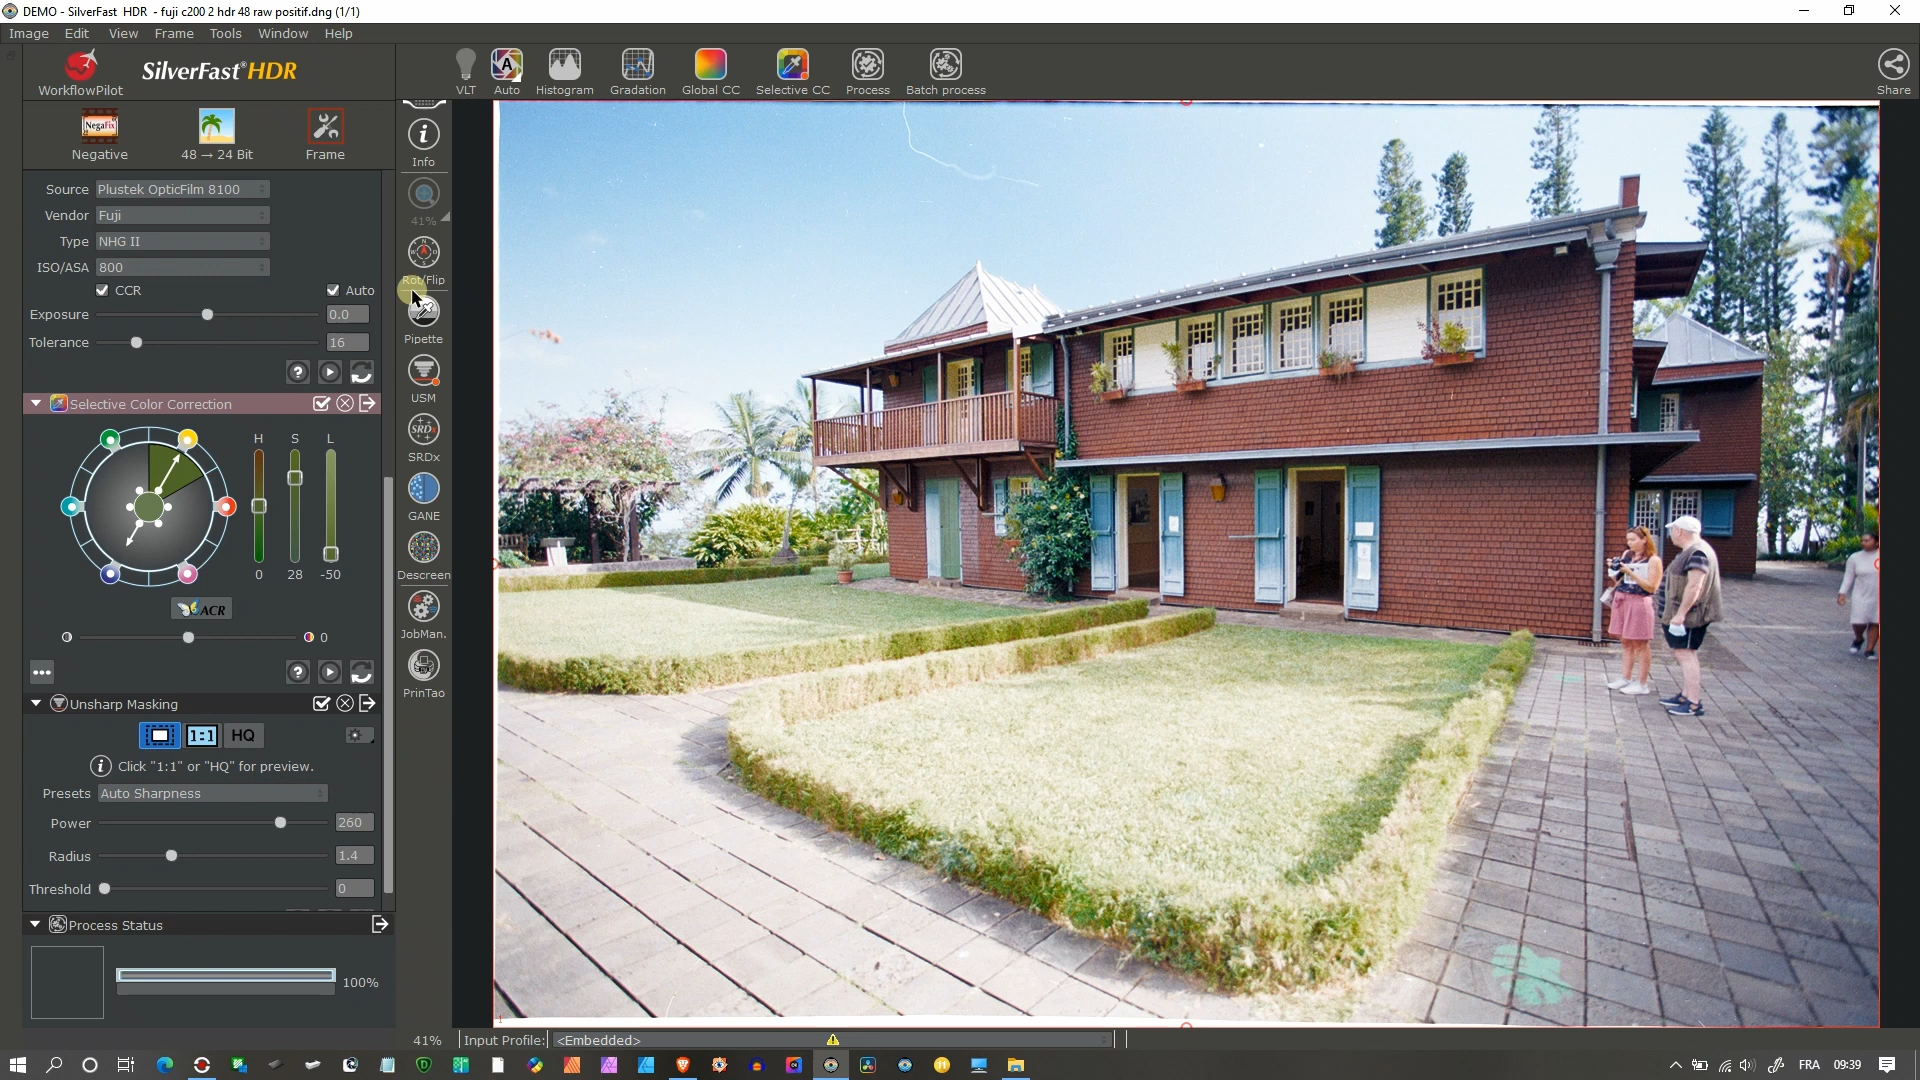 DEMO - SilverFast HDR - fuji c200 2 hdr 48 raw positif.dng (1/1)
Image Edit View Frame Tools Window Help
WorkflowPilot
SilverFast®HDR
VLT Auto Histogram Gradation Global CC Selective CC Process Batch process Share
NegaFix
Negative 48 → 24 Bit Frame
Source Plustek OpticFilm 8100
Vendor Fuji
Type NHG II
ISO/ASA 800
CCR Auto
Exposure 0.0
Tolerance 16
Selective Color Correction
H S L
0 28 -50
ACR
0
Unsharp Masking
1:1 HQ
Click "1:1" or "HQ" for preview.
Presets Auto Sharpness
Power 260
Radius 1.4
Threshold 0
Process Status
100%
Info
41%
Rot/Flip
Pipette
USM
SRDx
SRDx
GANE
Descreen
JobMan.
PrinTao
1
41% Input Profile: <Embedded>
FRA 09:39